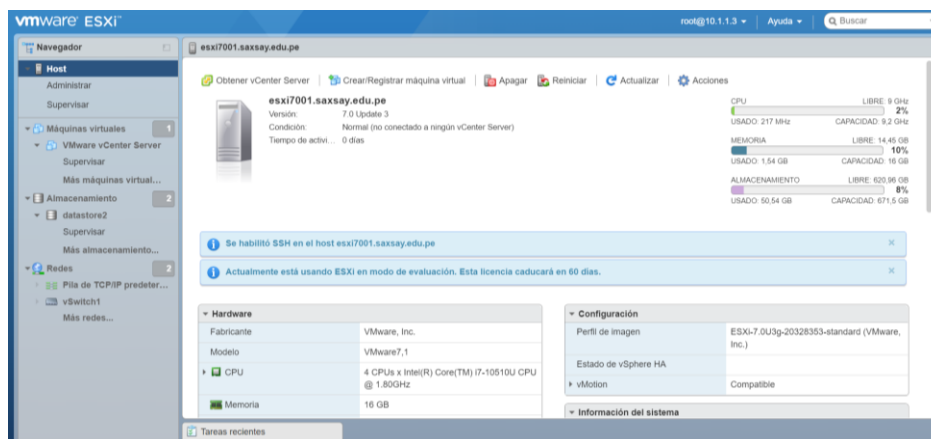 vmware ESXi™
root@10.1.1.3
Ayuda
Buscar
Navegador
Host
Administrar
Supervisar
Máquinas virtuales 1
VMware vCenter Server
Supervisar
Más máquinas virtual...
Almacenamiento 2
datastore2
Supervisar
Más almacenamiento...
Redes 2
Pila de TCP/IP predeter...
vSwitch1
Más redes...
esxi7001.saxsay.edu.pe
Obtener vCenter Server
Crear/Registrar máquina virtual
Apagar
Reiniciar
Actualizar
Acciones
esxi7001.saxsay.edu.pe
Versión: 7.0 Update 3
Condición: Normal (no conectado a ningún vCenter Server)
Tiempo de activi... 0 días
CPU LIBRE: 9 GHz
2%
USADO: 217 MHz CAPACIDAD: 9,2 GHz
MEMORIA LIBRE: 14,45 GB
10%
USADO: 1,54 GB CAPACIDAD: 16 GB
ALMACENAMIENTO LIBRE: 620,96 GB
8%
USADO: 50,54 GB CAPACIDAD: 671,5 GB
Se habilitó SSH en el host esxi7001.saxsay.edu.pe
Actualmente está usando ESXi en modo de evaluación. Esta licencia caducará en 60 días.
Hardware
Fabricante VMware, Inc.
Modelo VMware7,1
CPU 4 CPUs x Intel(R) Core(TM) i7-10510U CPU
@ 1.80GHz
Memoria 16 GB
Configuración
Perfil de imagen ESXi-7.0U3g-20328353-standard (VMware,
Inc.)
Estado de vSphere HA
vMotion Compatible
Información del sistema
Tareas recientes